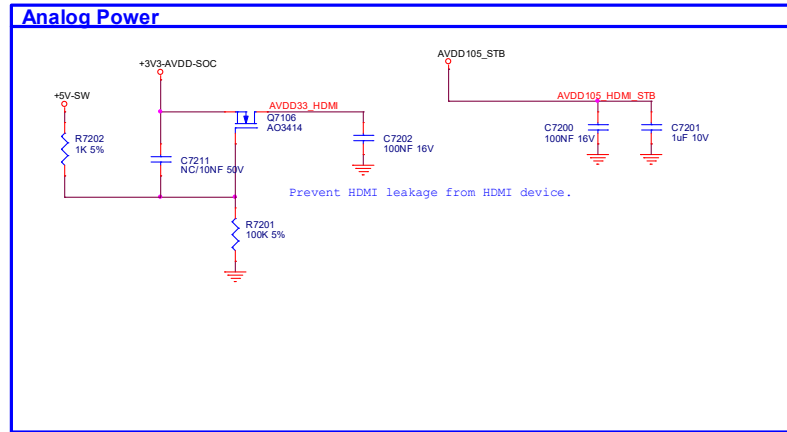 Analog Power
+3V3-AVDD-SOC
AVDD105_STB
+5V-SW
AVDD33_HDMI
AVDD105_HDMI_STB
Q7106
AO3414
R7202
1K 5%
C7202
100NF 16V
C7200
100NF 16V
C7201
1uF 10V
C7211
NC/10NF 50V
Prevent HDMI leakage from HDMI device.
R7201
100K 5%